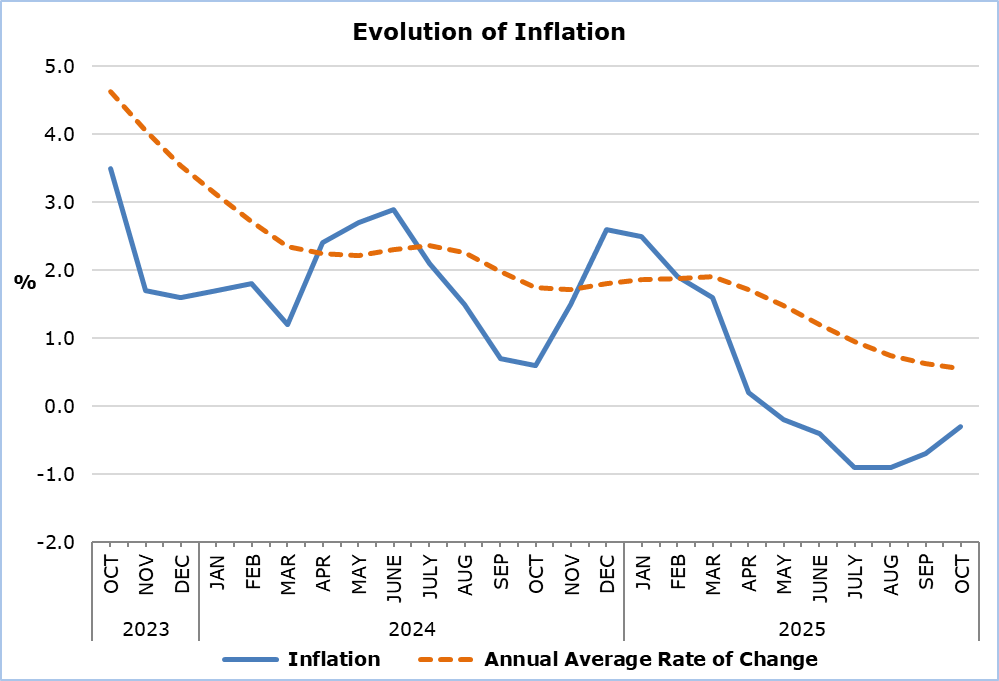 Evolution of Inflation
5.0
4.0
3.0
2.0
%
1.0
0.0
-1.0
-2.0
OCT NOV DEC JAN FEB MAR APR MAY JUNE JULY AUG SEP OCT NOV DEC JAN FEB MAR APR MAY JUNE JULY AUG SEP OCT
2023 2024 2025
Inflation Annual Average Rate of Change